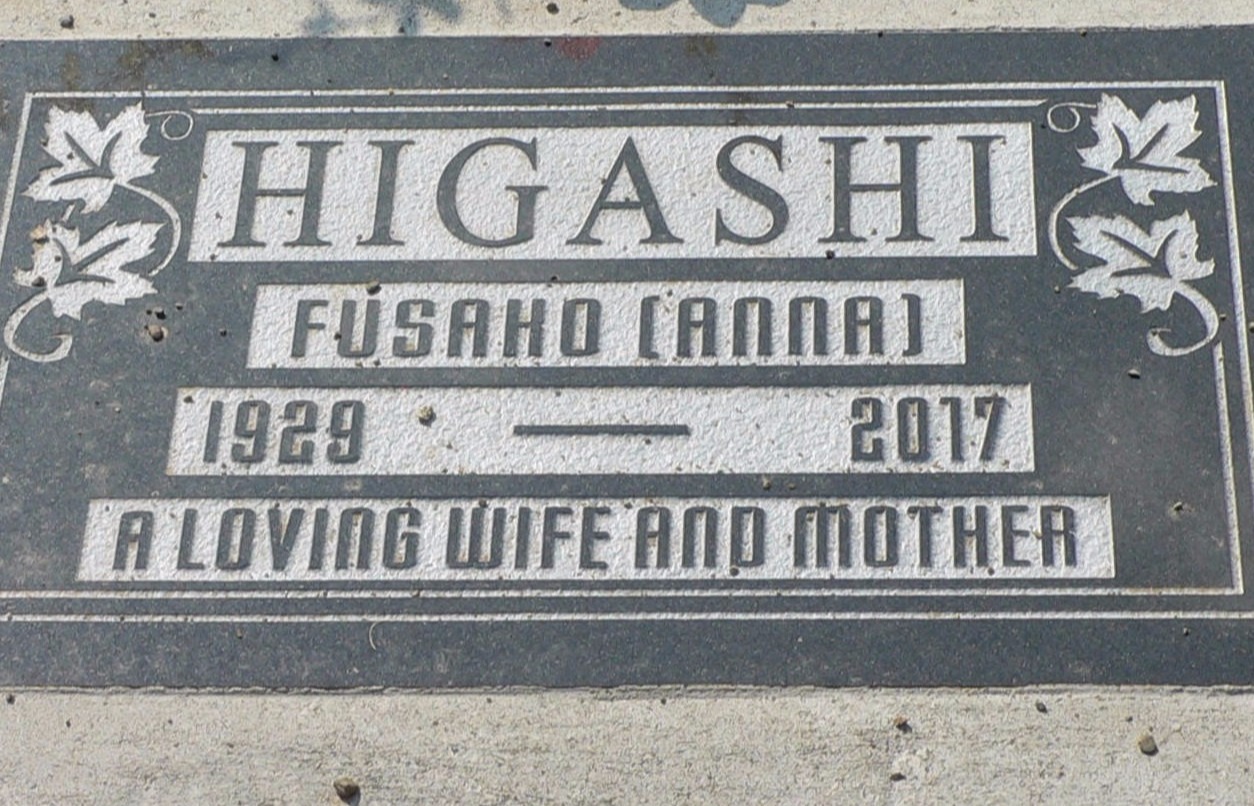 HIGASHI
FUSAKO (ANNA)
1929 — 2017
A LOVING WIFE AND MOTHER